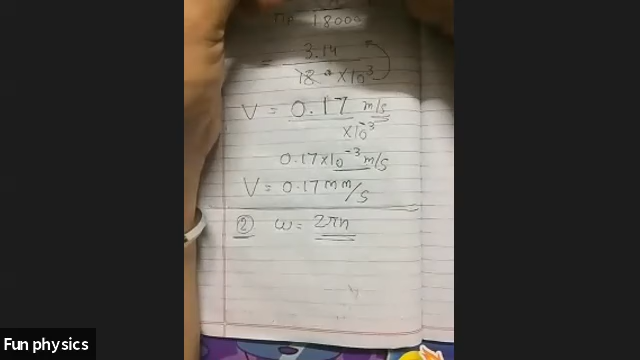 18000
= 3.14
18 × 10³
V = 0.17 m/s
×10⁻³
0.17×10⁻³ m/s
V = 0.17 mm/s
② ω = 2πn
Fun physics